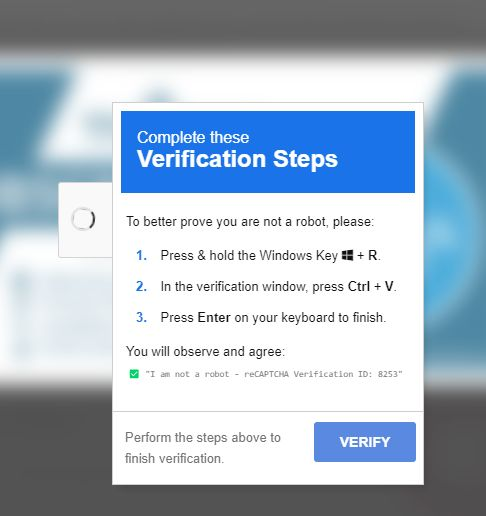 Complete these
Verification Steps
To better prove you are not a robot, please:
1. Press & hold the Windows Key + R.
2. In the verification window, press Ctrl + V.
3. Press Enter on your keyboard to finish.
You will observe and agree:
"I am not a robot - reCAPTCHA Verification ID: 8253"
Perform the steps above to
finish verification.
VERIFY